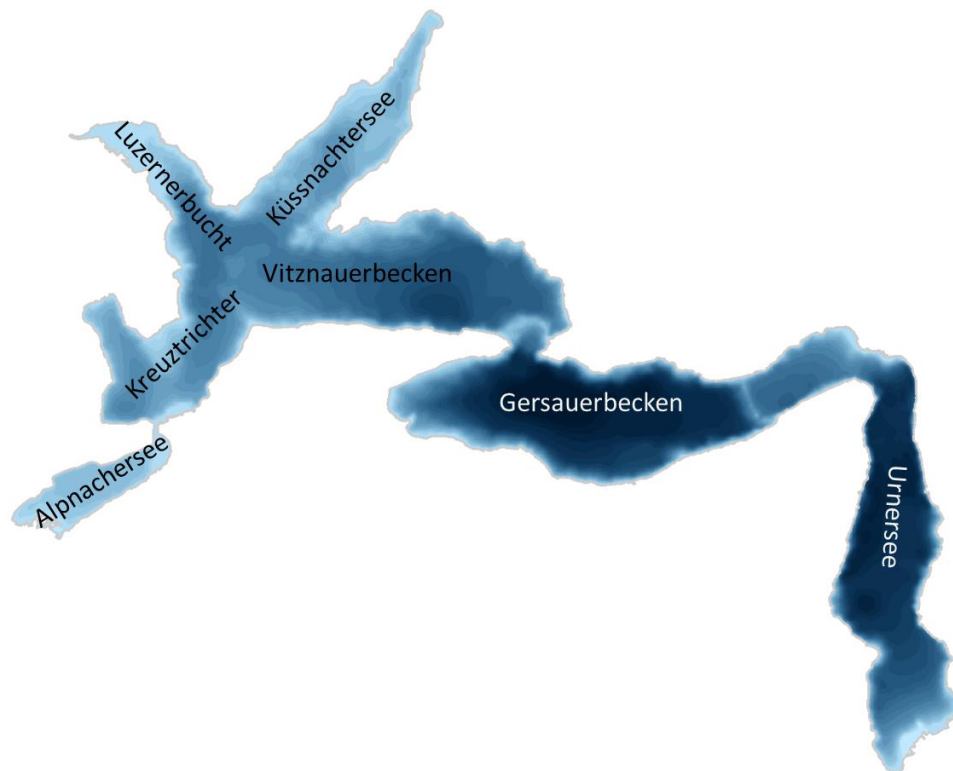 Luzernerbucht
Küssnachtersee
Vitznauerbecken
Kreuztrichter
Gersauerbecken
Alpnachersee
Urnersee